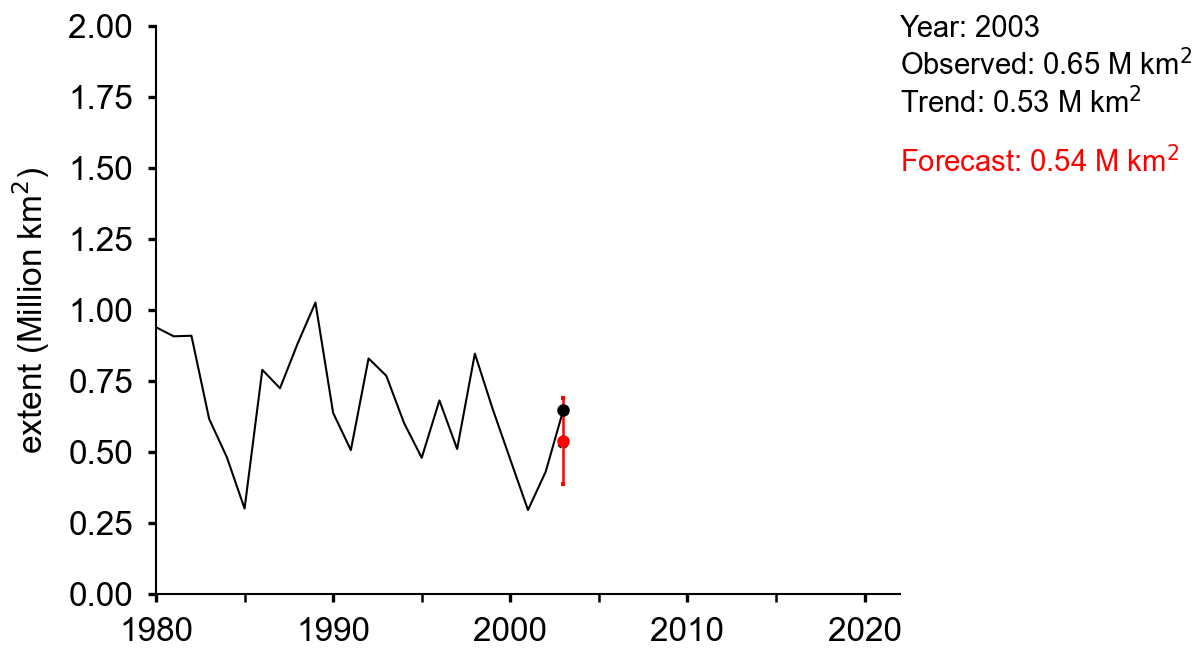 Year: 2003
Observed: 0.65 M km²
Trend: 0.53 M km²
Forecast: 0.54 M km²
extent (Million km²)
2.00
1.75
1.50
1.25
1.00
0.75
0.50
0.25
0.00
1980 1990 2000 2010 2020